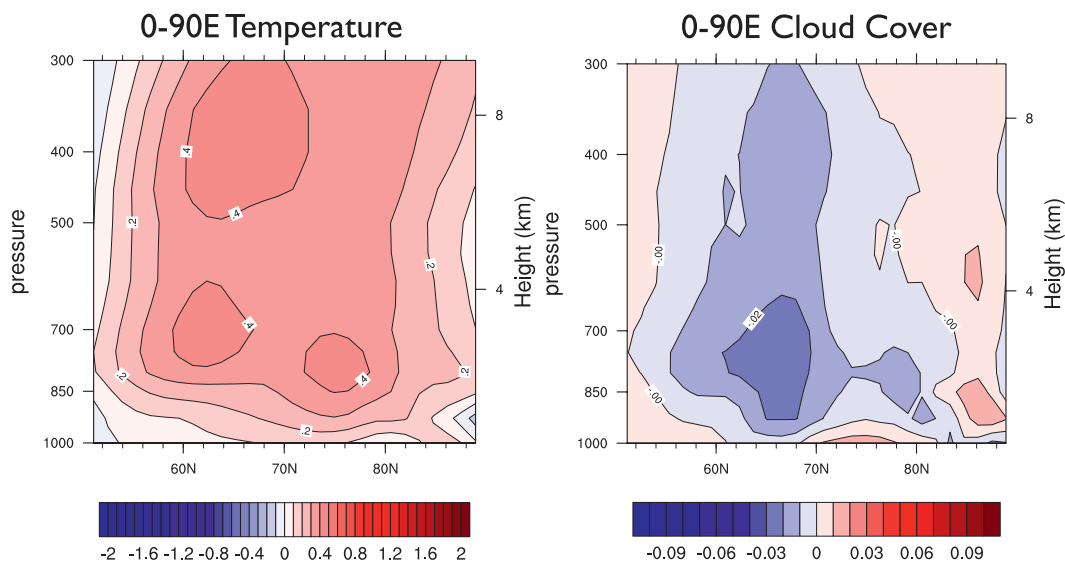 0-90E Temperature
300
400
500
700
850
1000
pressure
8
4
Height (km)
60N
70N
80N
.4
.4
.4
.4
.2
.2
.2
.2
.2
-2 -1.6 -1.2 -0.8 -0.4 0 0.4 0.8 1.2 1.6 2
0-90E Cloud Cover
300
400
500
700
850
1000
pressure
8
4
Height (km)
60N
70N
80N
-.00
-.00
-.00
-.00
-.02
-0.09 -0.06 -0.03 0 0.03 0.06 0.09